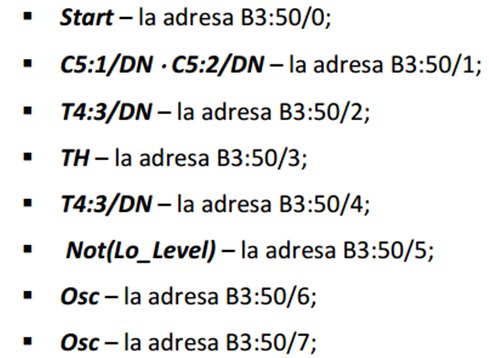 ▪ Start – la adresa B3:50/0;
▪ C5:1/DN · C5:2/DN – la adresa B3:50/1;
▪ T4:3/DN – la adresa B3:50/2;
▪ TH – la adresa B3:50/3;
▪ T4:3/DN – la adresa B3:50/4;
▪ Not(Lo_Level) – la adresa B3:50/5;
▪ Osc – la adresa B3:50/6;
▪ Osc – la adresa B3:50/7;